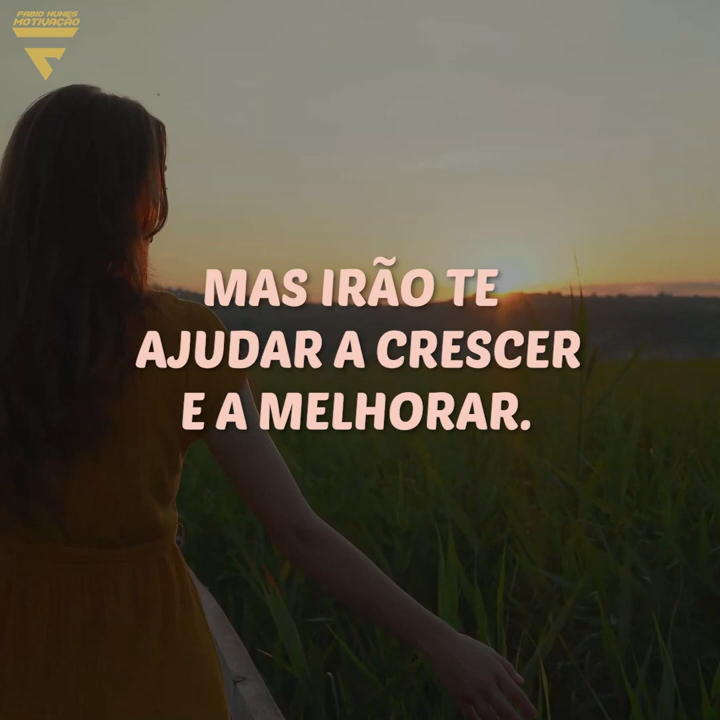 FABIO NUNES
MOTIVAÇÃO
MAS IRÃO TE
AJUDAR A CRESCER
E A MELHORAR.